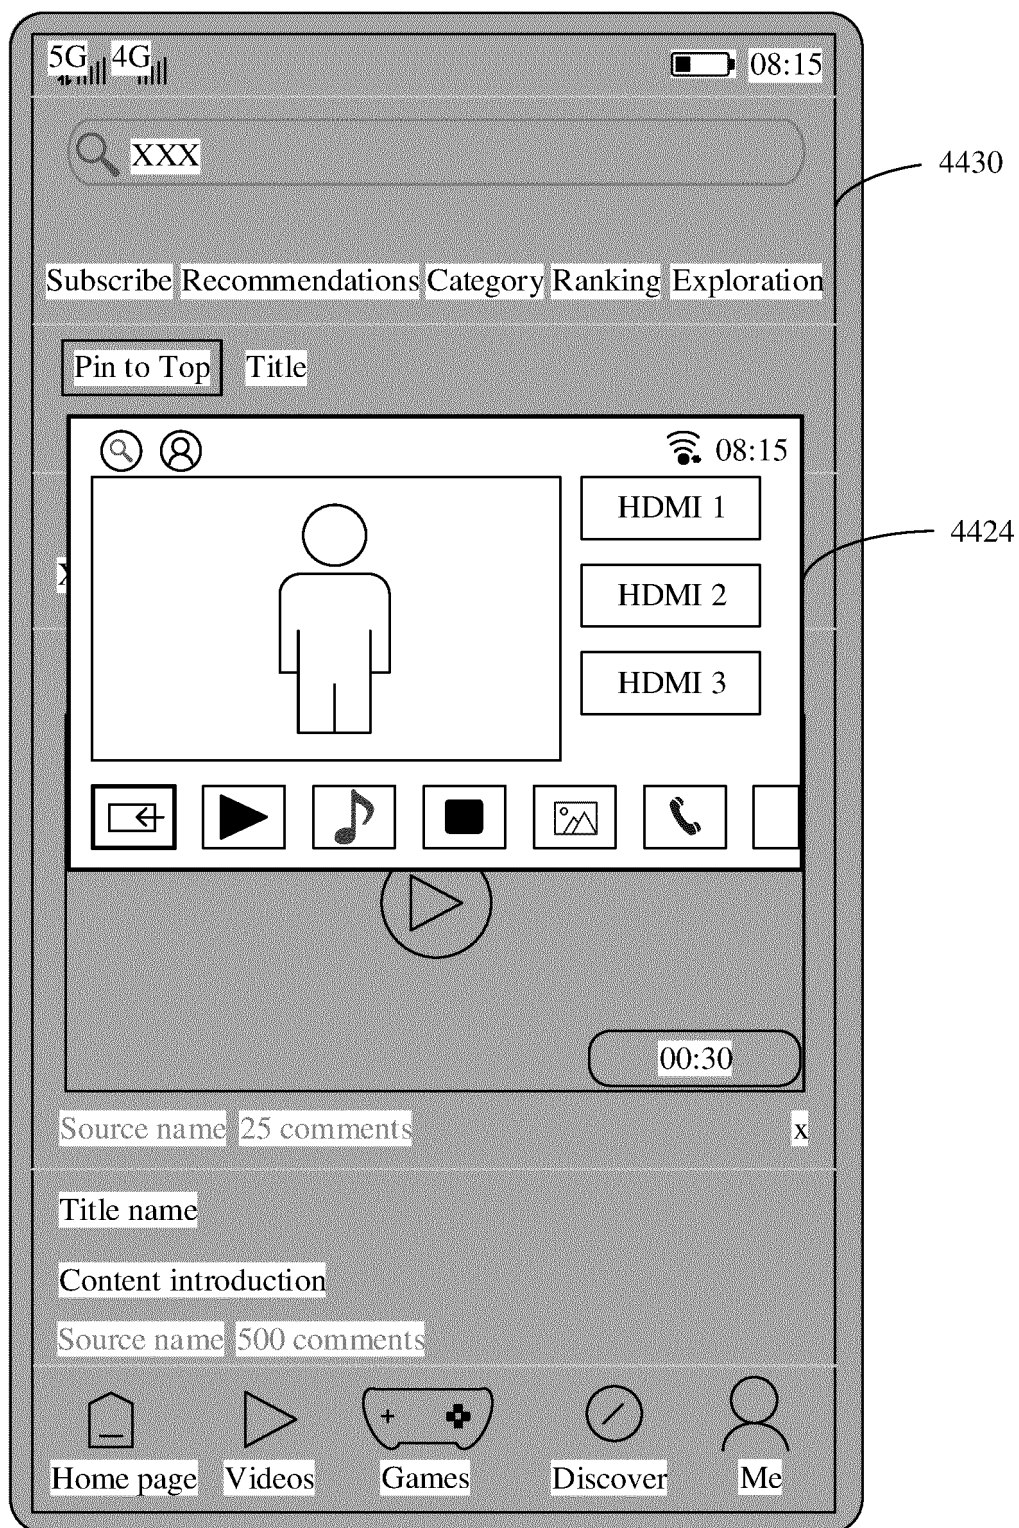 5G 4G 08:15
XXX
4430
Subscribe Recommendations Category Ranking Exploration
Pin to Top Title
08:15
HDMI 1
4424
HDMI 2
HDMI 3
00:30
Source name 25 comments x
Title name
Content introduction
Source name 500 comments
Home page Videos Games Discover Me